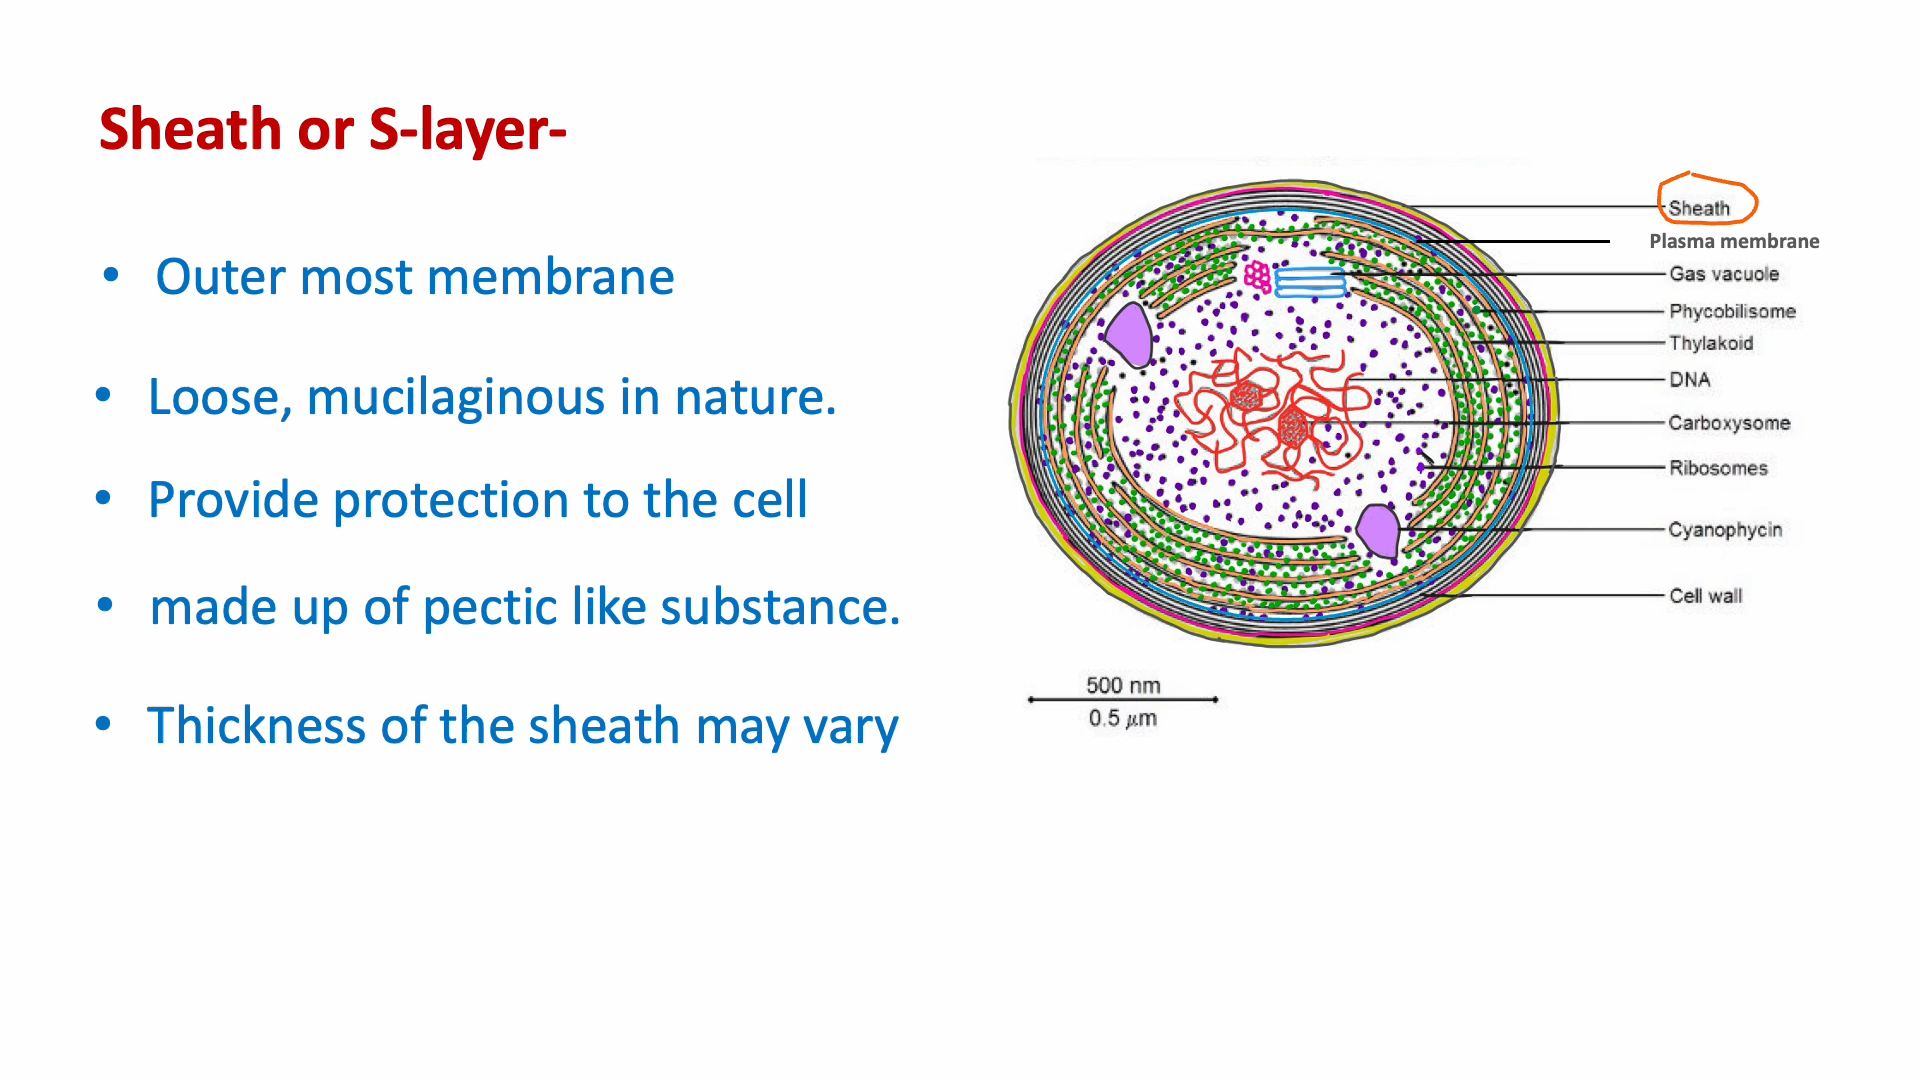 Sheath or S-layer-
• Outer most membrane
• Loose, mucilaginous in nature.
• Provide protection to the cell
• made up of pectic like substance.
• Thickness of the sheath may vary
Sheath
Plasma membrane
Gas vacuole
Phycobilisome
Thylakoid
DNA
Carboxysome
Ribosomes
Cyanophycin
Cell wall
500 nm
0.5 μm